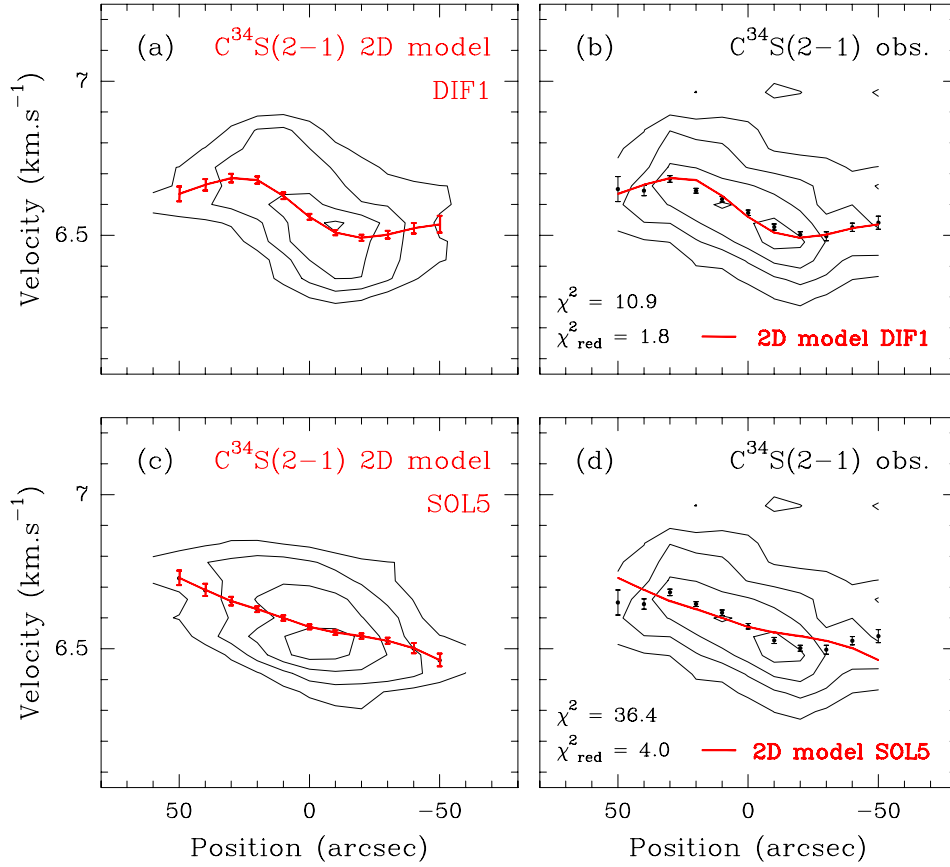 (a) C³⁴S(2−1) 2D model
DIF1
(b) C³⁴S(2−1) obs.
χ² = 10.9
χ²red = 1.8
2D model DIF1
Velocity (km.s⁻¹)
7
6.5
(c) C³⁴S(2−1) 2D model
SOL5
(d) C³⁴S(2−1) obs.
χ² = 36.4
χ²red = 4.0
2D model SOL5
Velocity (km.s⁻¹)
7
6.5
50 0 −50
50 0 −50
Position (arcsec)
Position (arcsec)